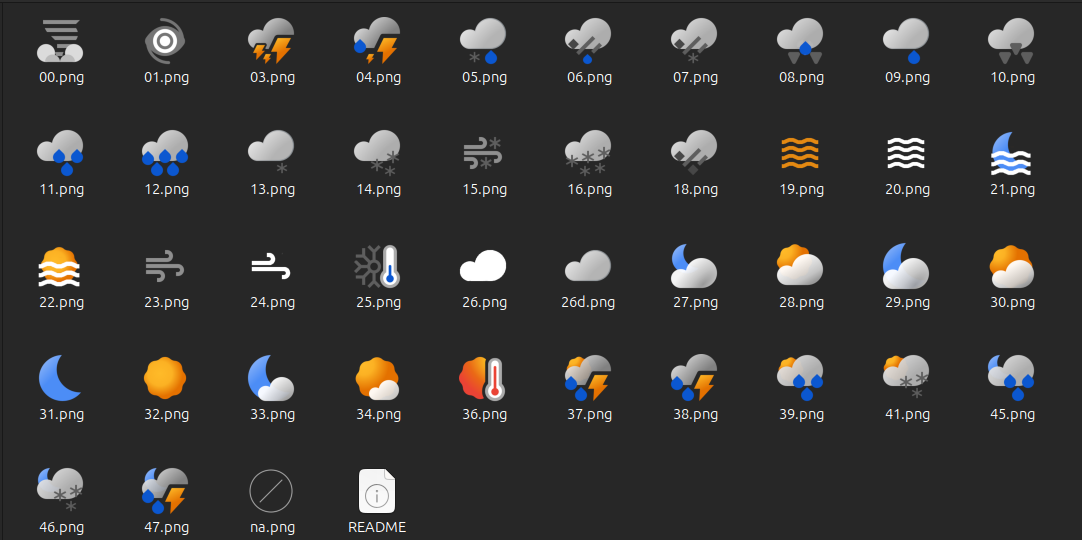 00.png 01.png 03.png 04.png 05.png 06.png 07.png 08.png 09.png 10.png
11.png 12.png 13.png 14.png 15.png 16.png 18.png 19.png 20.png 21.png
22.png 23.png 24.png 25.png 26.png 26d.png 27.png 28.png 29.png 30.png
31.png 32.png 33.png 34.png 36.png 37.png 38.png 39.png 41.png 45.png
46.png 47.png na.png README